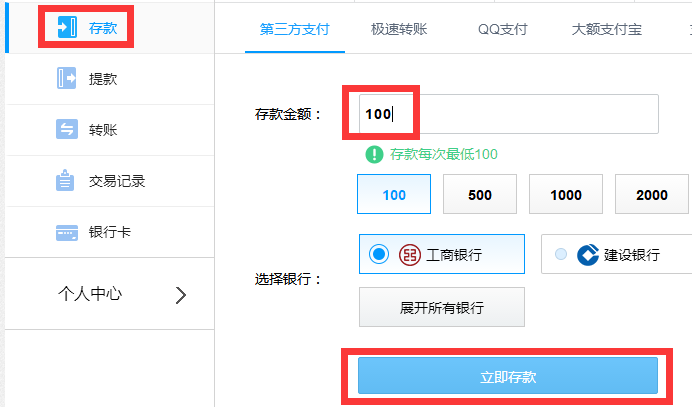 存款
提款
转账
交易记录
银行卡
个人中心
第三方支付 极速转账 QQ支付 大额支付宝
存款金额： 100
存款每次最低100
100 500 1000 2000
选择银行： 工商银行 建设银行
展开所有银行
立即存款